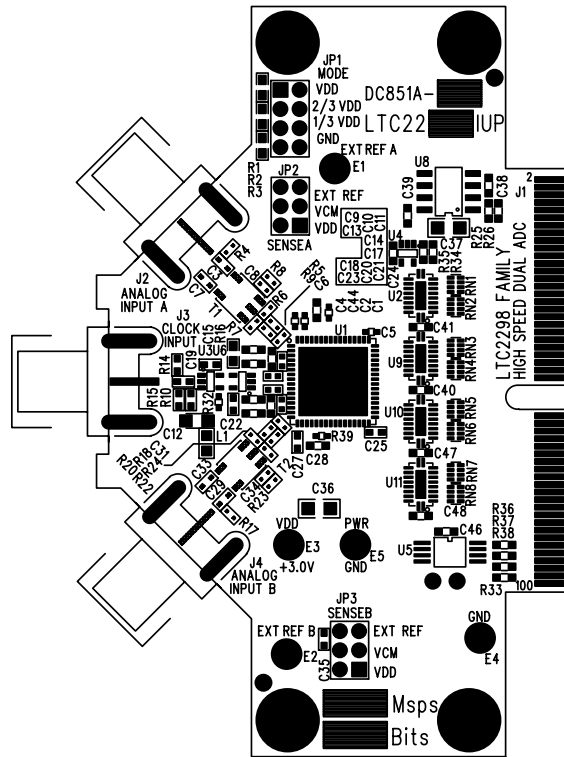 JP1
MODE
VDD
2/3 VDD
1/3 VDD
GND
DC851A-
LTC22 IUP
EXT REF A
E1
R1
R2
R3
JP2
EXT REF
VCM
VDD
SENSEA
U8
C39
C38
2
J1
R25
R26
C37
R35
R34
U4
C24
C9
C13
C10
C11
C14
C17
C18
C23
C20
C21
R4
C3
C7
T1
C8
R8
R5
R9
C6
R6
J2
ANALOG
INPUT A
C4
C44
C2
C1
U2
RN1
RN2
C41
LTC2298 FAMILY
HIGH SPEED DUAL ADC
J3
CLOCK
INPUT
C15
R16
U3
U6
C19
R14
U1
C5
U9
RN3
RN4
C40
R15
R10
R32
C12
C22
L1
R39
C25
C27
C28
U10
RN5
RN6
C47
R18
C31
R20
R24
R22
C33
C29
C34
R23
T2
R17
U11
RN7
RN8
C48
C36
VDD
E3
+3.0V
PWR
E5
GND
C46
U5
R36
R37
R38
R33
100
J4
ANALOG
INPUT B
JP3
SENSEB
EXT REF B
E2
C35
EXT REF
VCM
VDD
GND
E4
Msps
Bits